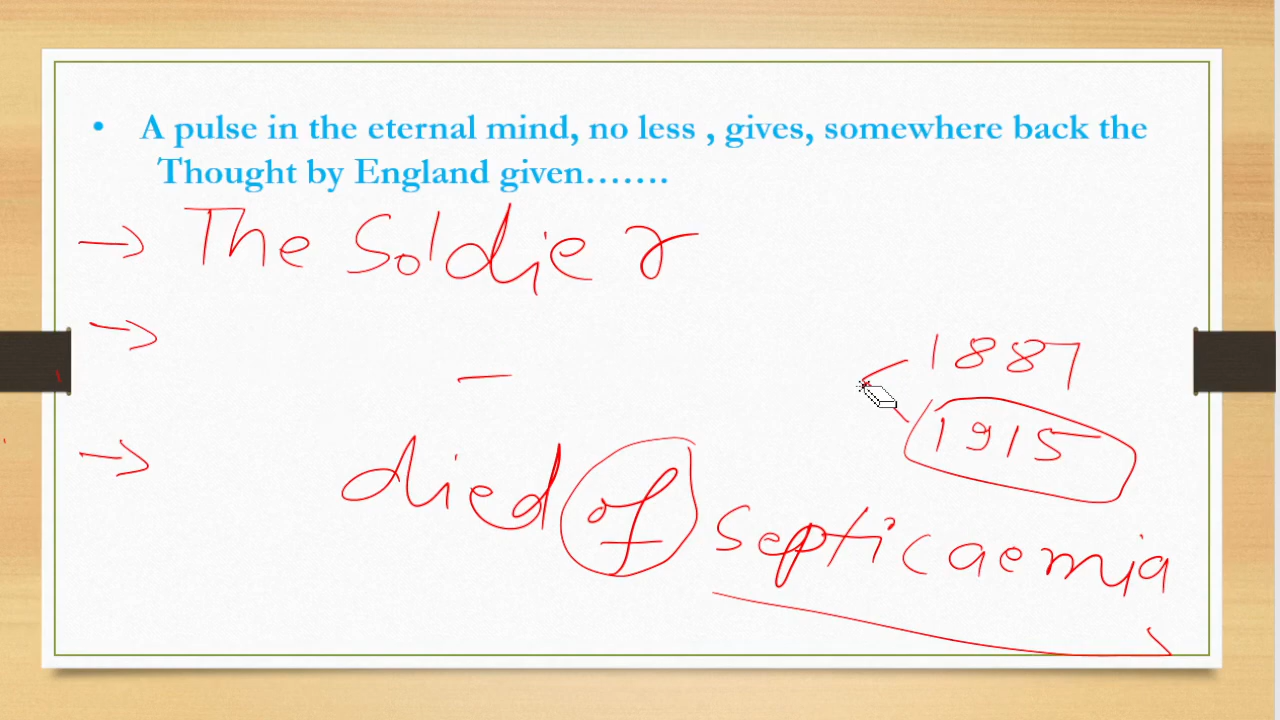 • A pulse in the eternal mind, no less , gives, somewhere back the
Thought by England given.......
→ The Soldier
→
–
1887
1915
→ died of septicaemia